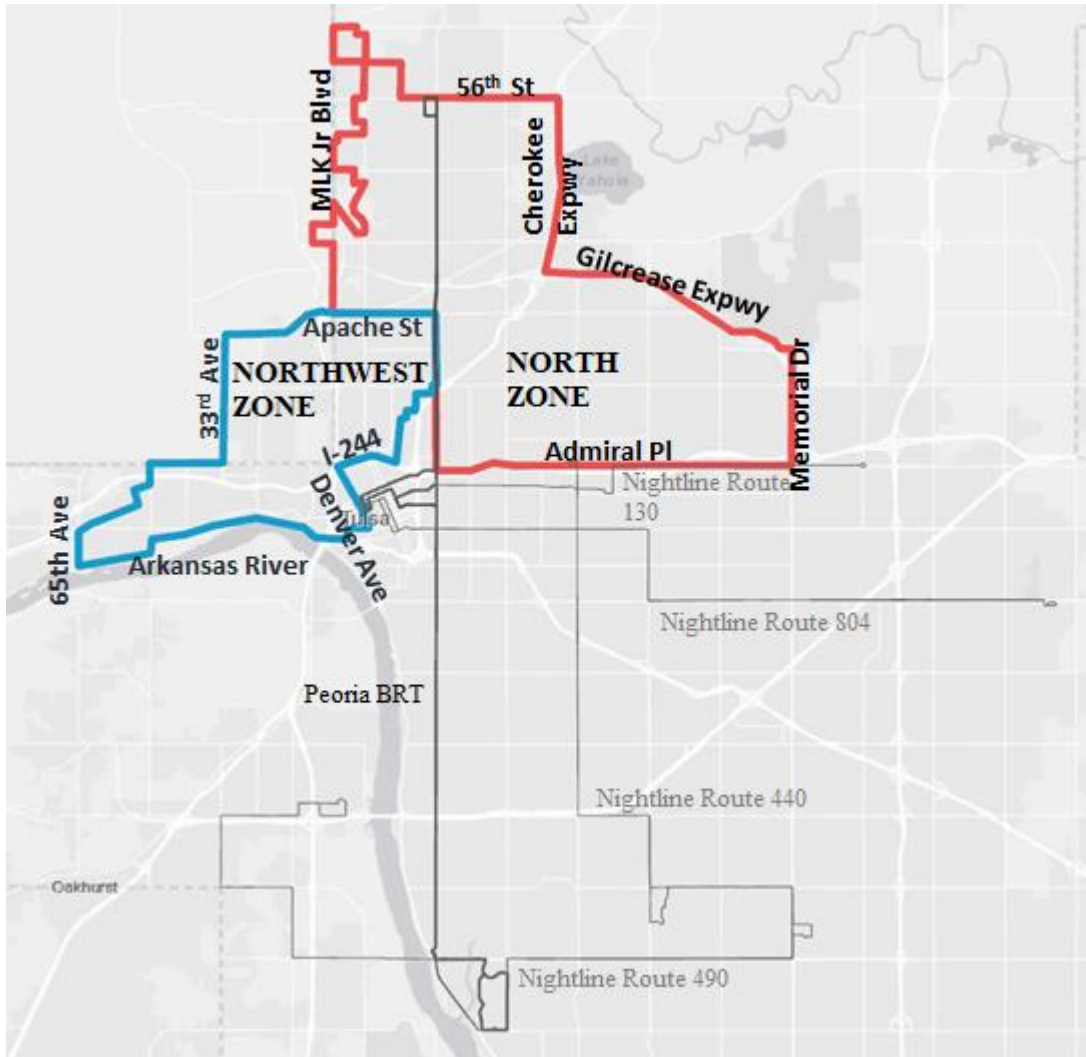 56th St
MLK Jr Blvd
Cherokee
Expwy
Lake
Gilcrease Expwy
Apache St
33rd Ave
NORTHWEST
ZONE
NORTH
ZONE
Memorial Dr
I-244
Admiral Pl
Denver Ave
Tulsa
Nightline Route
130
65th Ave
Arkansas River
Nightline Route 804
Peoria BRT
Nightline Route 440
Oakhurst
Nightline Route 490